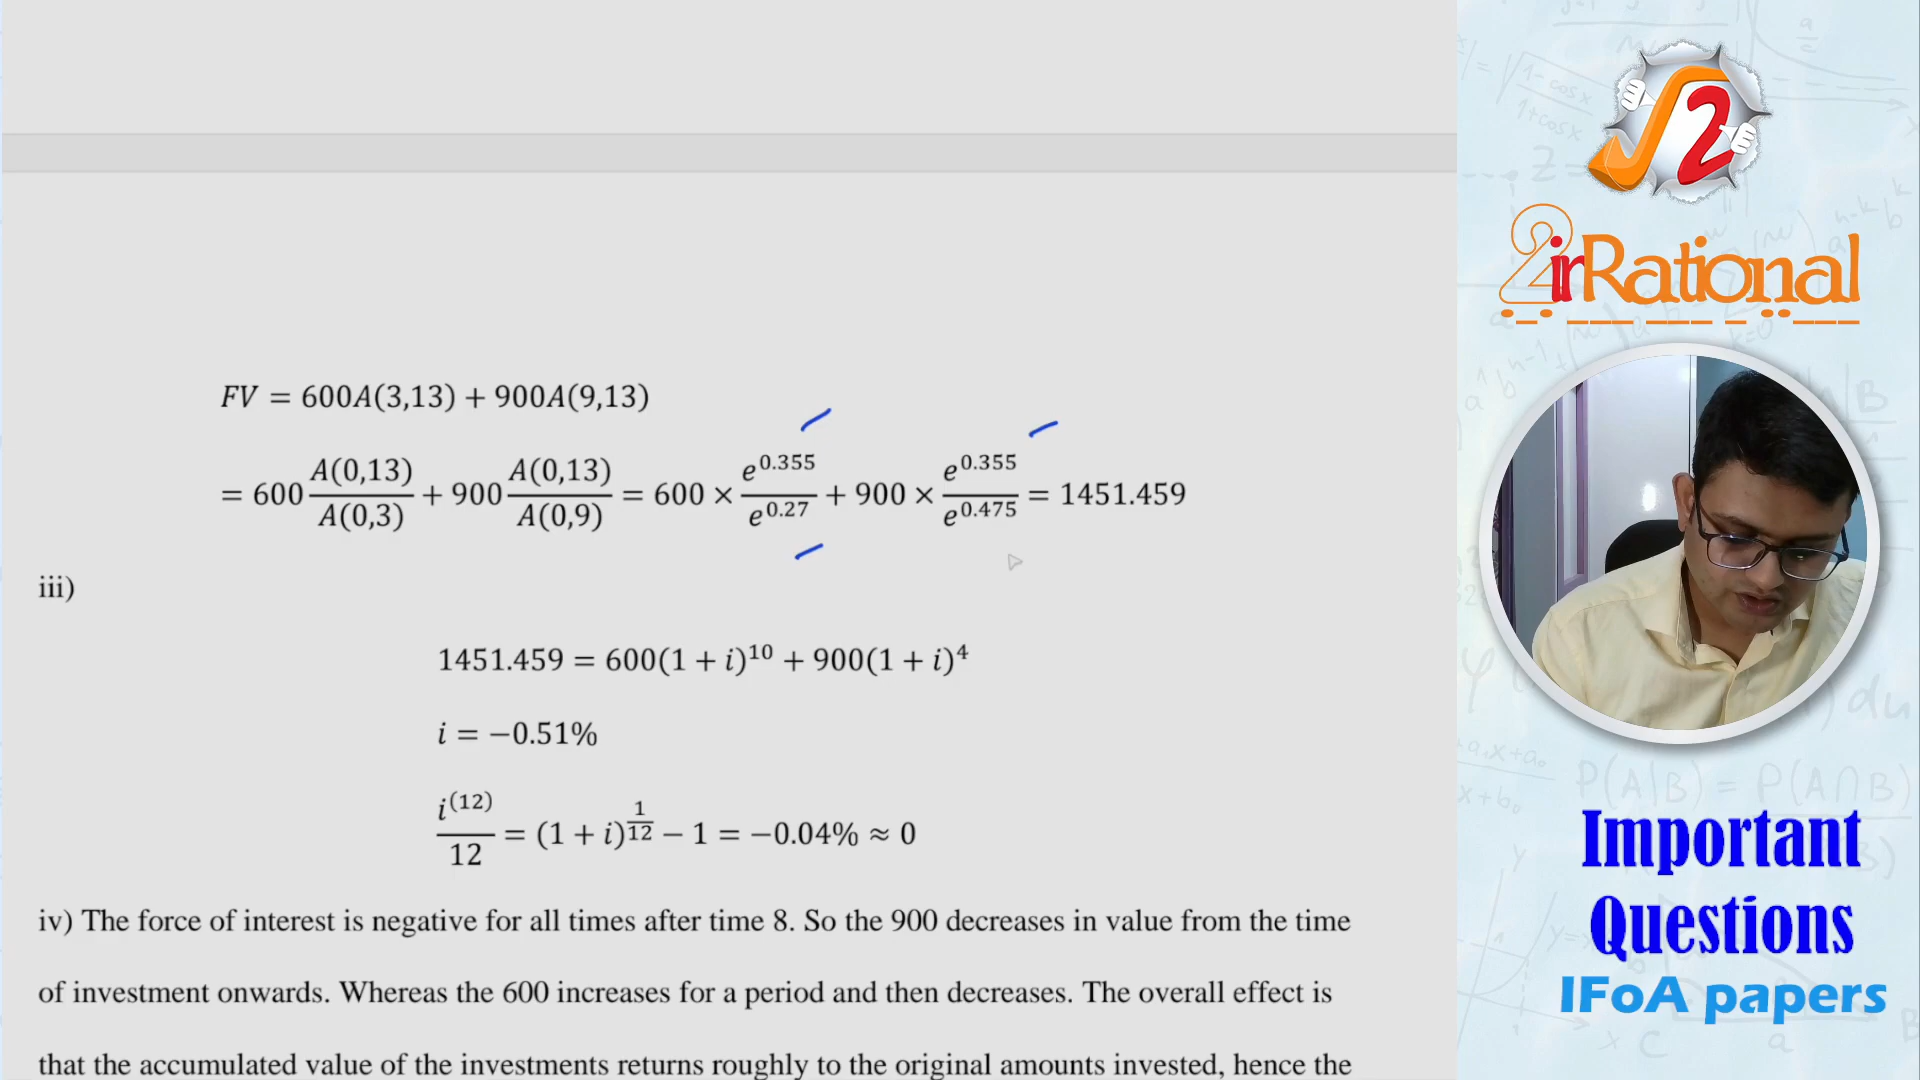 FV = 600A(3,13) + 900A(9,13)
= 600 A(0,13)/A(0,3) + 900 A(0,13)/A(0,9) = 600 × e^0.355/e^0.27 + 900 × e^0.355/e^0.475 = 1451.459
iii)
1451.459 = 600(1 + i)^10 + 900(1 + i)^4
i = −0.51%
i^(12)/12 = (1 + i)^(1/12) − 1 = −0.04% ≈ 0
iv) The force of interest is negative for all times after time 8. So the 900 decreases in value from the time
of investment onwards. Whereas the 600 increases for a period and then decreases. The overall effect is
that the accumulated value of the investments returns roughly to the original amounts invested, hence the
√2
2irRational
Important
Questions
IFoA papers